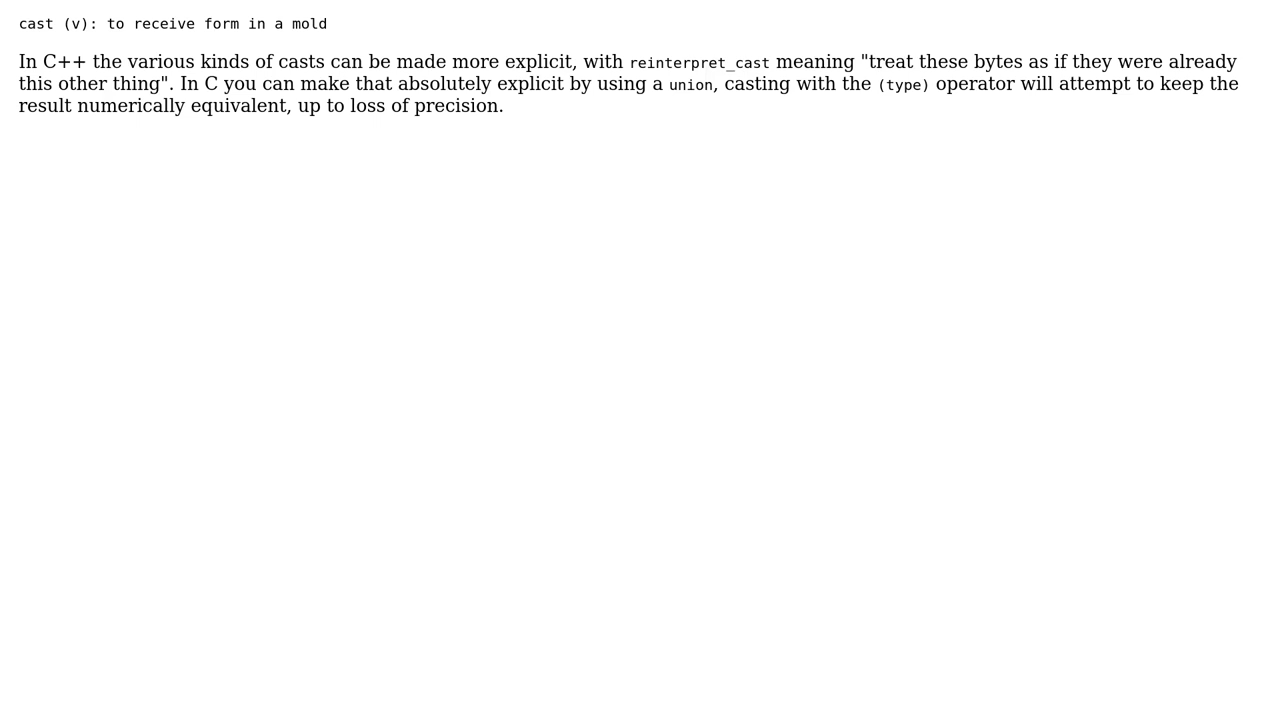 cast (v): to receive form in a mold
In C++ the various kinds of casts can be made more explicit, with reinterpret_cast meaning "treat these bytes as if they were already
this other thing". In C you can make that absolutely explicit by using a union, casting with the (type) operator will attempt to keep the
result numerically equivalent, up to loss of precision.